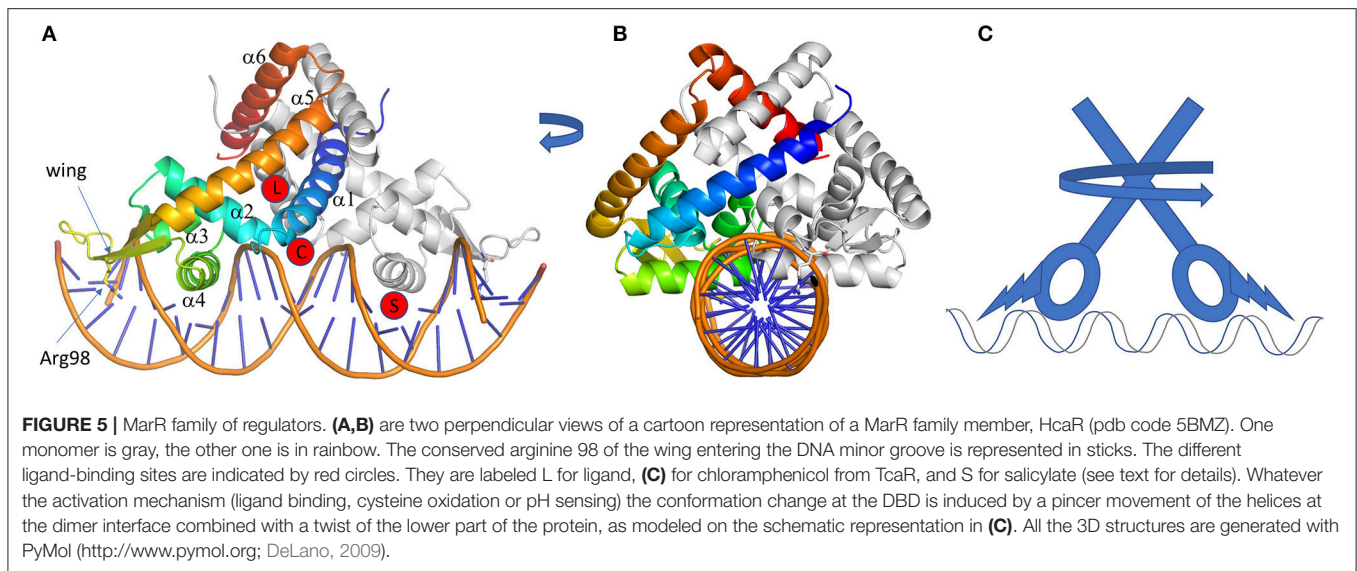 A
B
C
α6
α5
wing
L
α1
α2
α3
C
α4
S
Arg98
FIGURE 5 | MarR family of regulators. (A,B) are two perpendicular views of a cartoon representation of a MarR family member, HcaR (pdb code 5BMZ). One
monomer is gray, the other one is in rainbow. The conserved arginine 98 of the wing entering the DNA minor groove is represented in sticks. The different
ligand-binding sites are indicated by red circles. They are labeled L for ligand, (C) for chloramphenicol from TcaR, and S for salicylate (see text for details). Whatever
the activation mechanism (ligand binding, cysteine oxidation or pH sensing) the conformation change at the DBD is induced by a pincer movement of the helices at
the dimer interface combined with a twist of the lower part of the protein, as modeled on the schematic representation in (C). All the 3D structures are generated with
PyMol (http://www.pymol.org; DeLano, 2009).